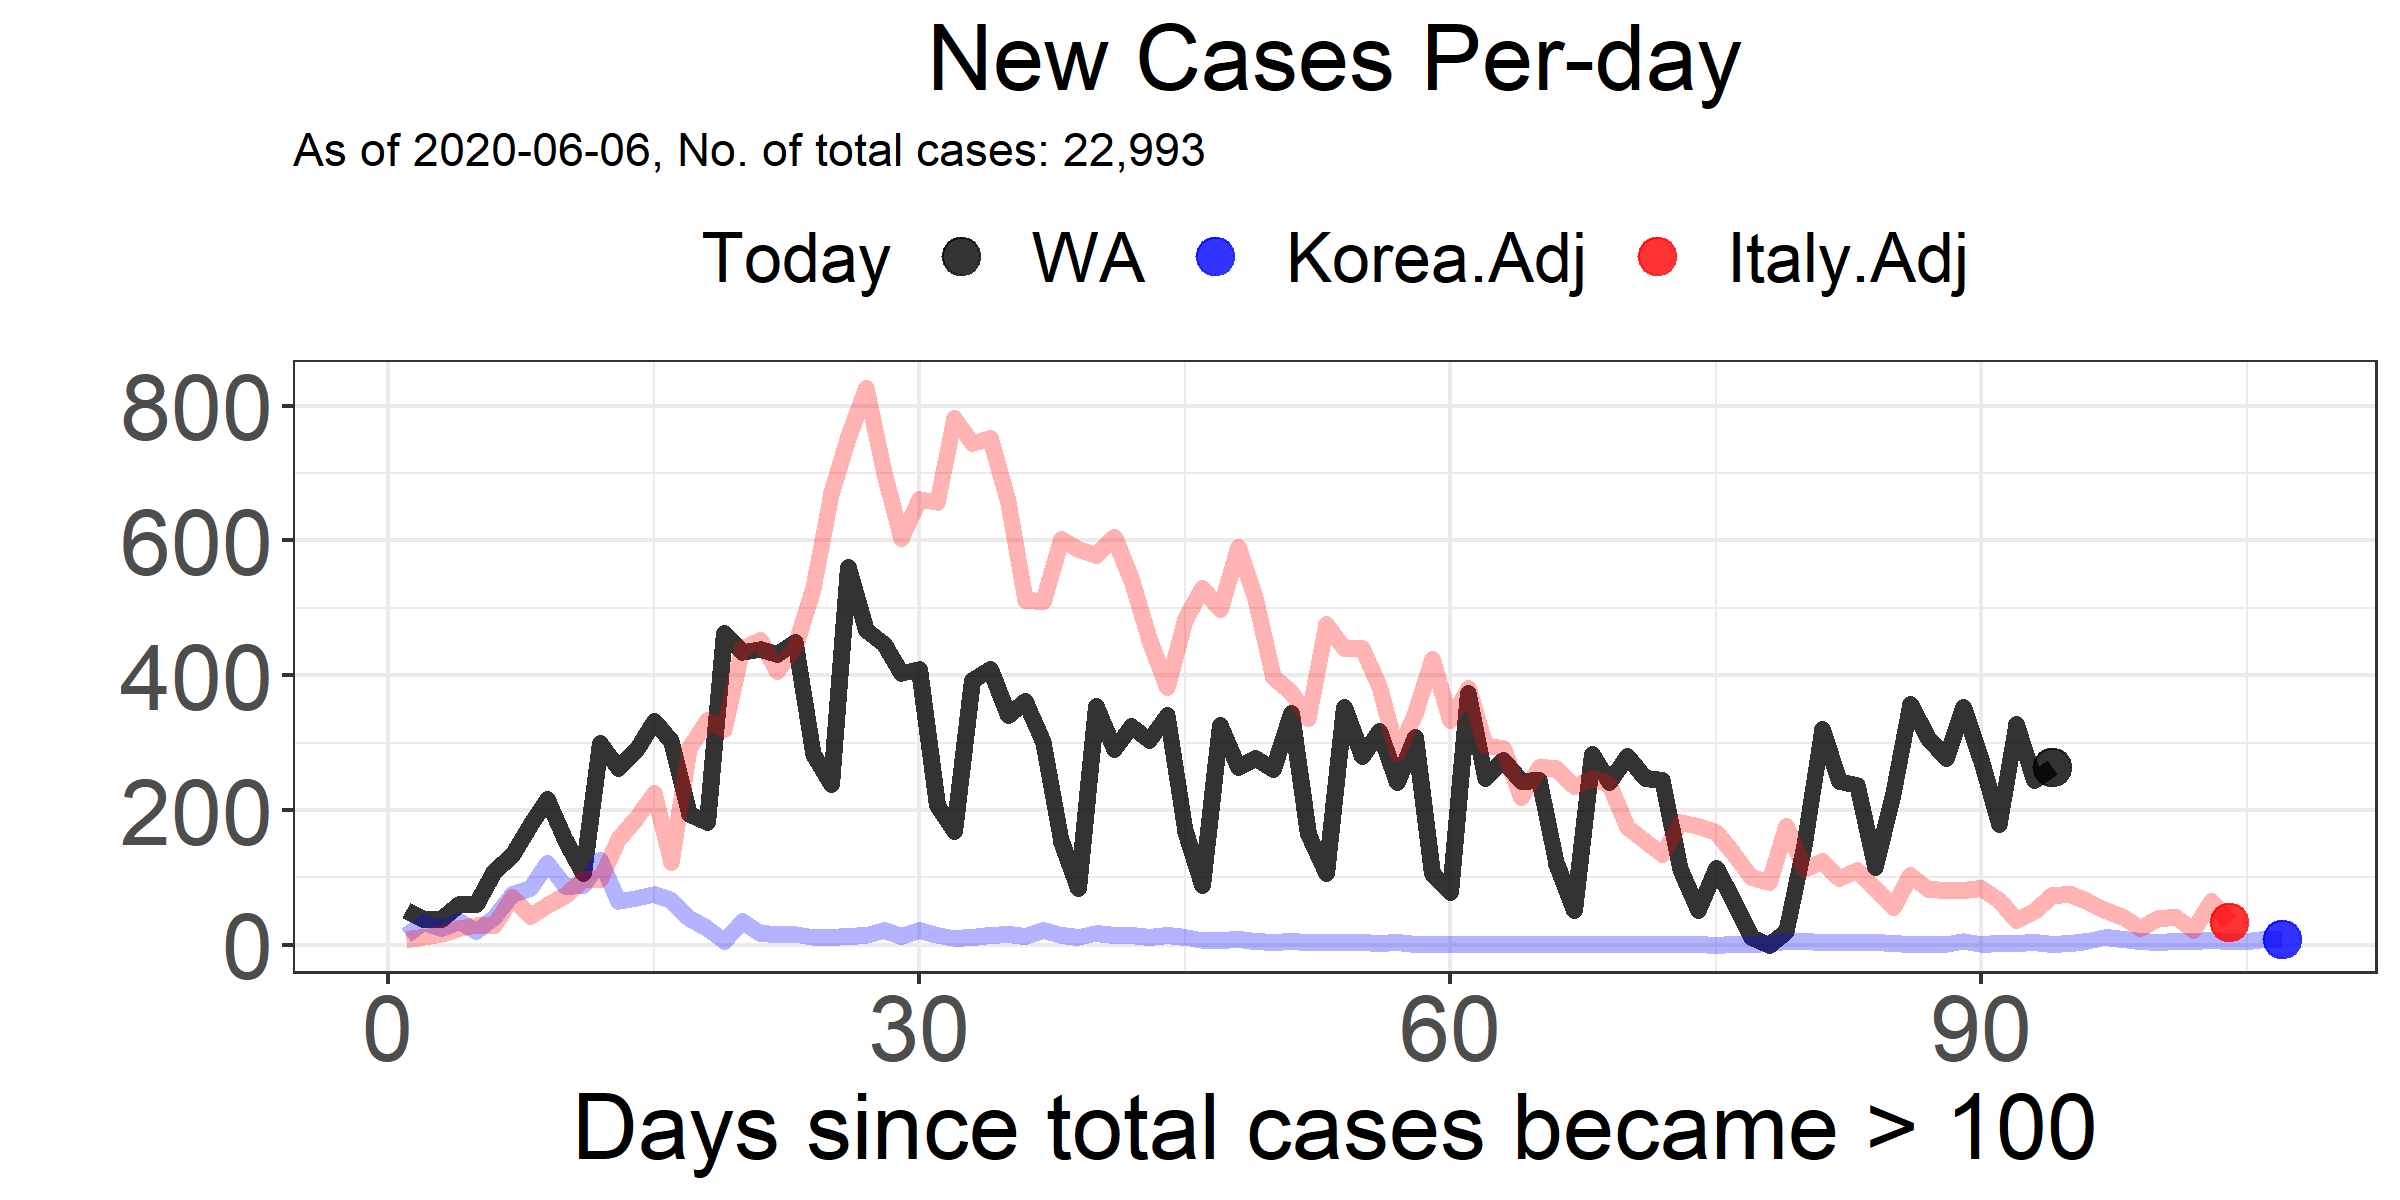 New Cases Per-day
As of 2020-06-06, No. of total cases: 22,993
Today WA Korea.Adj Italy.Adj
800
600
400
200
0
0 30 60 90
Days since total cases became > 100